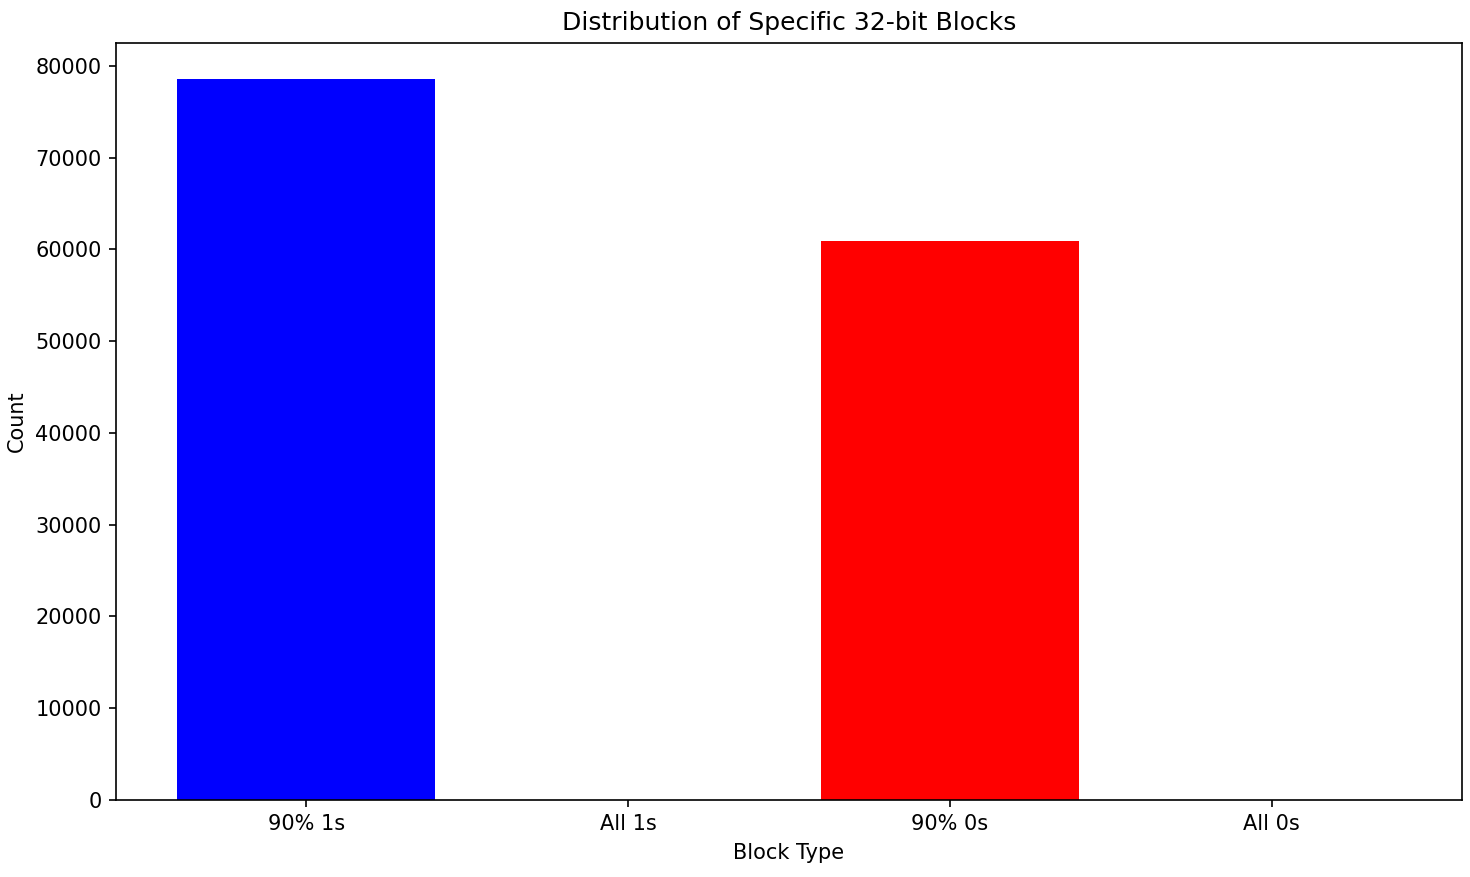 Distribution of Specific 32-bit Blocks
80000
70000
60000
50000
40000
30000
20000
10000
0
Count
90% 1s
All 1s
90% 0s
All 0s
Block Type